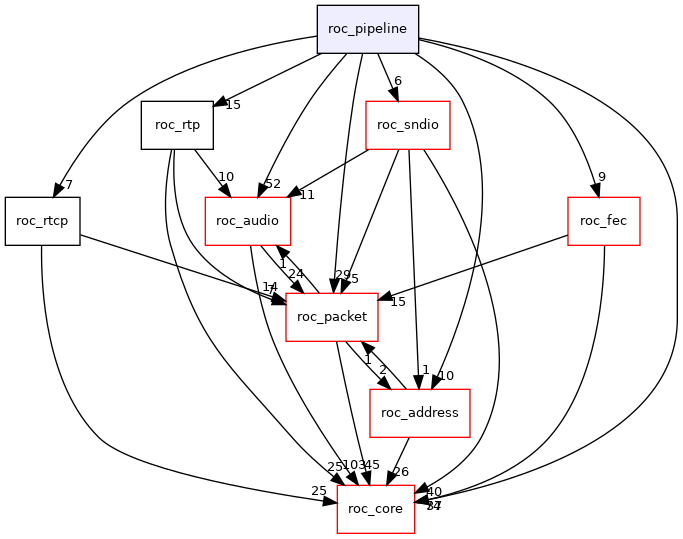 roc_pipeline
6
roc_rtp
15
roc_sndio
10
52
11
7
9
roc_rtcp
roc_audio
roc_fec
1
24
29
14
7
15
roc_packet
1
2
1
10
roc_address
25
103
45
26
25
40
roc_core